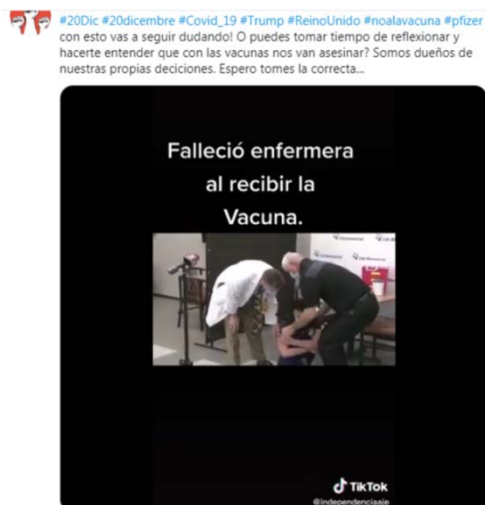 #20Dic #20dicembre #Covid_19 #Trump #ReinoUnido #noalavacuna #pfizer
con esto vas a seguir dudando! O puedes tomar tiempo de reflexionar y
hacerte entender que con las vacunas nos van asesinar? Somos dueños de
nuestras propias deciciones. Espero tomes la correcta...
Falleció enfermera
al recibir la
Vacuna.
TikTok
@independenciaaie